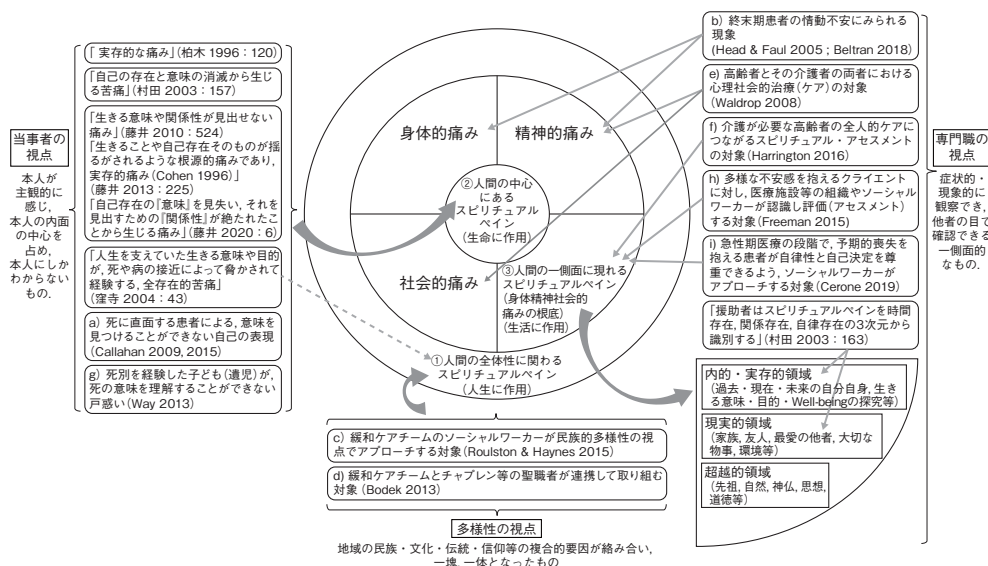 当事者の
視点
本人が
主観的に
感じ,
本人の内面
の中心を
占め,
本人にしか
わからない
もの.
「実存的な痛み」(柏木 1996：120)
「自己の存在と意味の消滅から生じ
る苦痛」(村田 2003：157)
「生きる意味や関係性が見出せない
痛み」(藤井 2010：524)
「生きることや自己存在そのものが揺
るがされるような根源的痛みであり,
実存的痛み(Cohen 1996)」
(藤井 2013：225)
「自己存在の『意味』を見失い, それを
見出すための『関係性』が絶たれたこ
とから生じる痛み」(藤井 2020：6)
「人生を支えていた生きる意味や目的
が, 死や病の接近によって脅かされて
経験する, 全存在的苦痛」
(窪寺 2004：43)
a) 死に直面する患者による, 意味を
見つけることができない自己の表現
(Callahan 2009, 2015)
g) 死別を経験した子ども(遺児)が,
死の意味を理解することができない
戸惑い(Way 2013)
身体的痛み
精神的痛み
②人間の中心
にある
スピリチュアル
ペイン
(生命に作用)
社会的痛み
③人間の一側面に現れる
スピリチュアルペイン
(身体精神社会的
痛みの根底)
(生活に作用)
①人間の全体性に関わる
スピリチュアルペイン
(人生に作用)
c) 緩和ケアチームのソーシャルワーカーが民族的多様性の視
点でアプローチする対象(Roulston & Haynes 2015)
d) 緩和ケアチームとチャプレン等の聖職者が連携して取り組む
対象(Bodek 2013)
多様性の視点
地域の民族・文化・伝統・信仰等の複合的要因が絡み合い,
一塊, 一体となったもの
b) 終末期患者の情動不安にみられる
現象
(Head & Faul 2005 ; Beltran 2018)
e) 高齢者とその介護者の両者における
心理社会的治療(ケア)の対象
(Waldrop 2008)
f) 介護が必要な高齢者の全人的ケアに
つながるスピリチュアル・アセスメント
の対象(Harrington 2016)
h) 多様な不安感を抱えるクライエント
に対し, 医療施設等の組織やソーシャル
ワーカーが認識し評価(アセスメント)
する対象(Freeman 2015)
i) 急性期医療の段階で, 予期的喪失を
抱える患者が自律性と自己決定を尊
重できるよう, ソーシャルワーカーが
アプローチする対象(Cerone 2019)
「援助者はスピリチュアルペインを時間
存在, 関係存在, 自律存在の3次元から
識別する」(村田 2003：163)
内的・実存的領域
(過去・現在・未来の自分自身, 生き
る意味・目的・Well-beingの探究等)
現実的領域
(家族, 友人, 最愛の他者, 大切な
物事, 環境等)
超越的領域
(先祖, 自然, 神仏, 思想,
道徳等)
専門職の
視点
症状的・
現象的に
観察でき,
他者の目で
確認できる
一側面的
なもの.